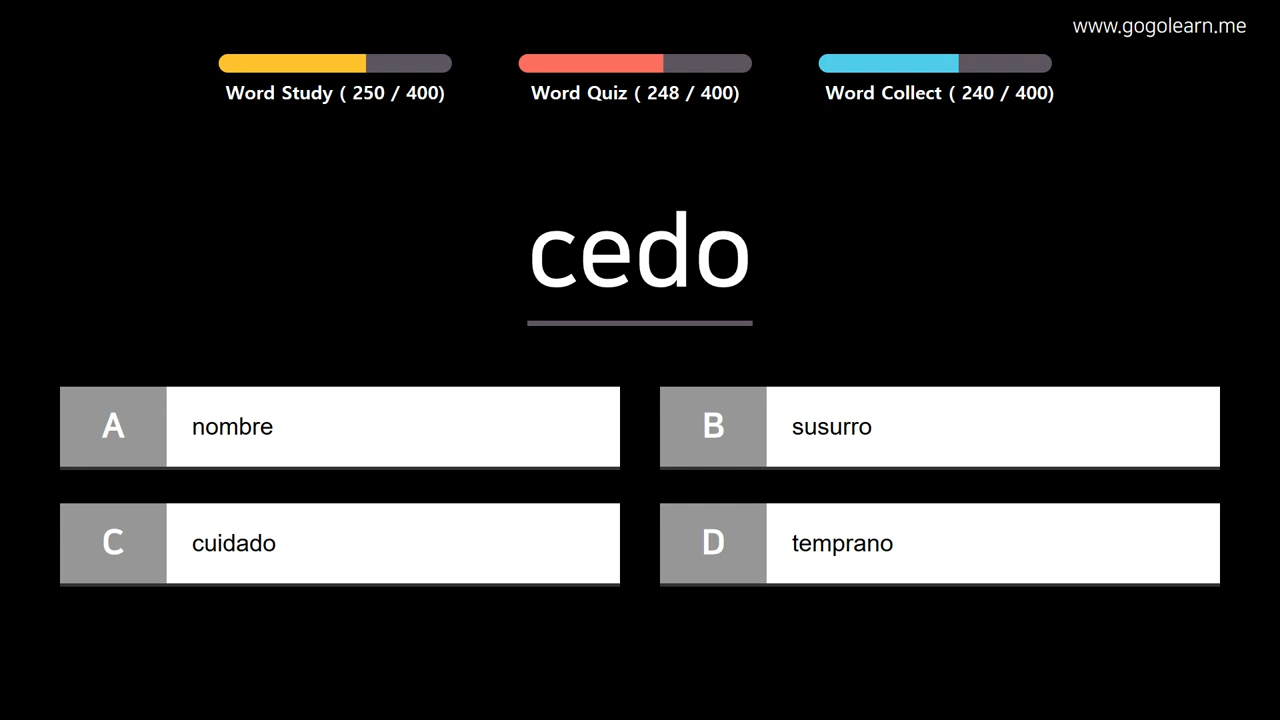 www.gogolearn.me
Word Study ( 250 / 400)
Word Quiz ( 248 / 400)
Word Collect ( 240 / 400)
cedo
A nombre
B susurro
C cuidado
D temprano